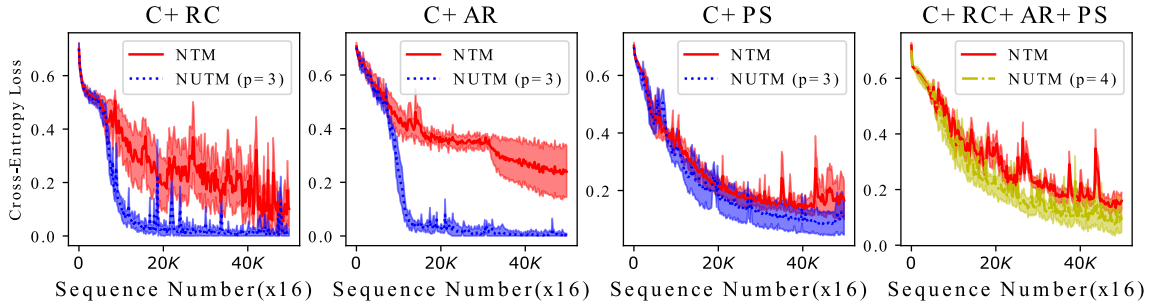 C+ RC
C+ AR
C+ PS
C+ RC+ AR+ PS
Cross-Entropy Loss
0.6
0.4
0.2
0.0
NTM
NUTM (p=3)
0
20K
40K
Sequence Number(x16)
0.6
0.4
0.2
0.0
NTM
NUTM (p=3)
0
20K
40K
Sequence Number(x16)
0.6
0.4
0.2
NTM
NUTM (p=3)
0
20K
40K
Sequence Number(x16)
0.6
0.4
0.2
0.0
NTM
NUTM (p=4)
0
20K
40K
Sequence Number(x16)